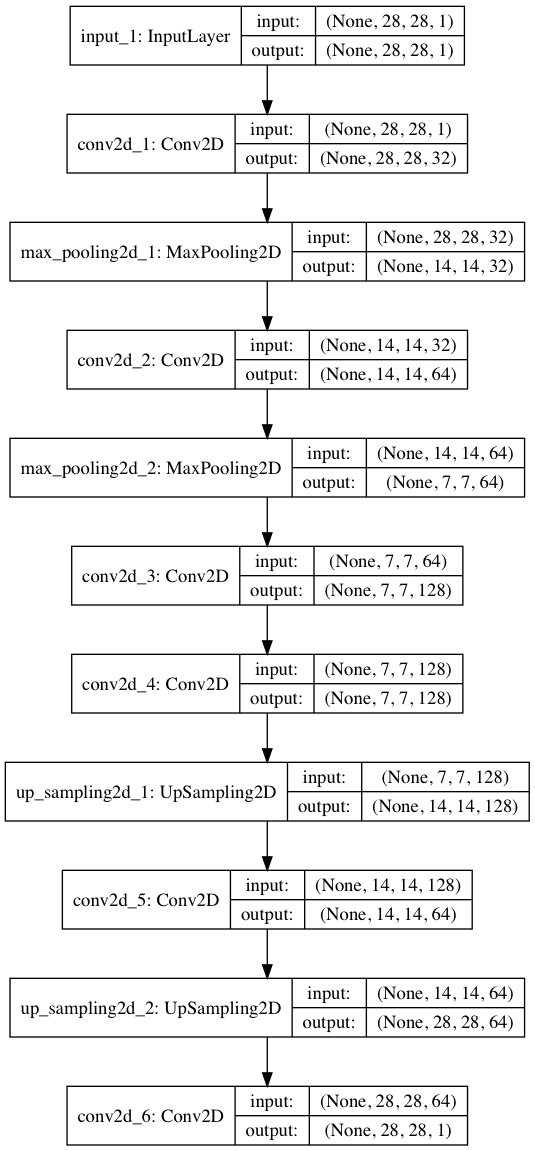 input_1: InputLayer
input: (None, 28, 28, 1)
output: (None, 28, 28, 1)
conv2d_1: Conv2D
input: (None, 28, 28, 1)
output: (None, 28, 28, 32)
max_pooling2d_1: MaxPooling2D
input: (None, 28, 28, 32)
output: (None, 14, 14, 32)
conv2d_2: Conv2D
input: (None, 14, 14, 32)
output: (None, 14, 14, 64)
max_pooling2d_2: MaxPooling2D
input: (None, 14, 14, 64)
output: (None, 7, 7, 64)
conv2d_3: Conv2D
input: (None, 7, 7, 64)
output: (None, 7, 7, 128)
conv2d_4: Conv2D
input: (None, 7, 7, 128)
output: (None, 7, 7, 128)
up_sampling2d_1: UpSampling2D
input: (None, 7, 7, 128)
output: (None, 14, 14, 128)
conv2d_5: Conv2D
input: (None, 14, 14, 128)
output: (None, 14, 14, 64)
up_sampling2d_2: UpSampling2D
input: (None, 14, 14, 64)
output: (None, 28, 28, 64)
conv2d_6: Conv2D
input: (None, 28, 28, 64)
output: (None, 28, 28, 1)